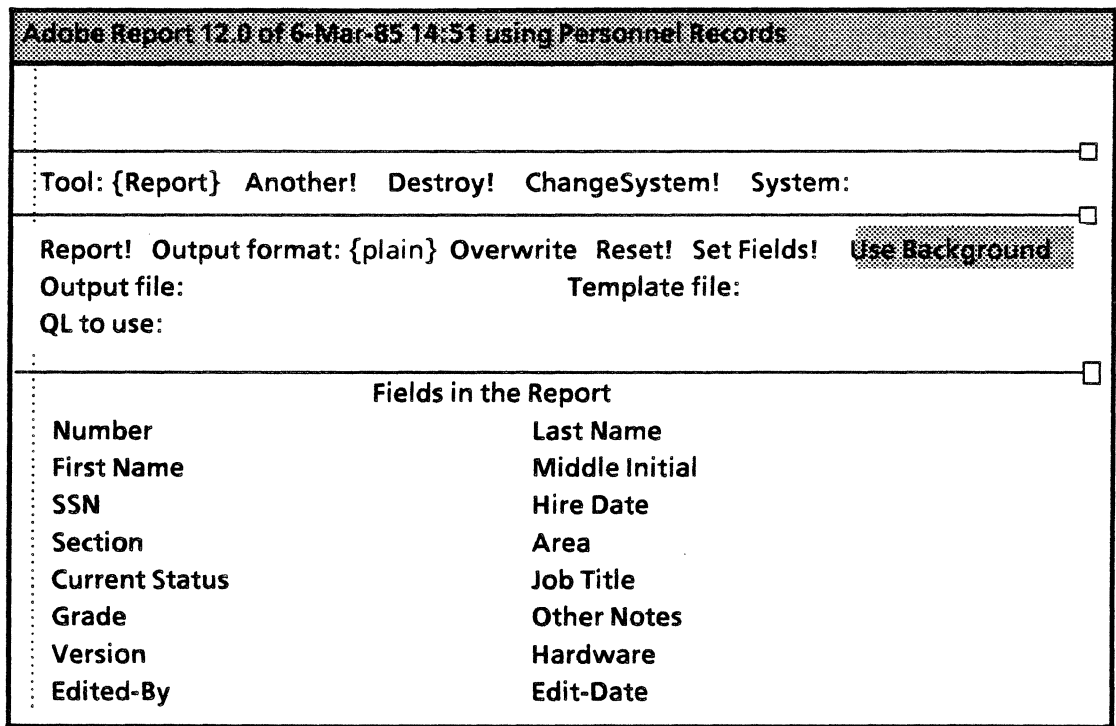 Adobe Report 12.0 of 6-Mar-85 14:51 using Personnel Records
Tool: {Report} Another! Destroy! ChangeSystem! System:
Report! Output format: {plain} Overwrite Reset! Set Fields! Use Background
Output file: Template file:
QL to use:
Fields in the Report
Number Last Name
First Name Middle Initial
SSN Hire Date
Section Area
Current Status Job Title
Grade Other Notes
Version Hardware
Edited-By Edit-Date